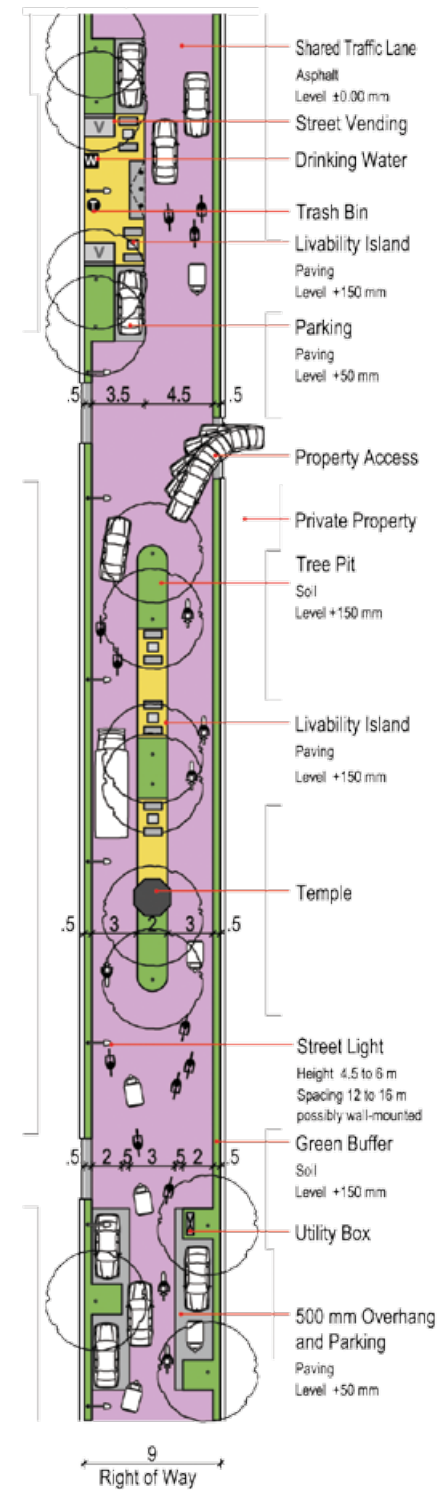 Shared Traffic Lane
Asphalt
Level ±0.00 mm
Street Vending
V
Drinking Water
W
Trash Bin
T
Livability Island
V
Paving
Level +150 mm
Parking
Paving
Level +50 mm
.5 3.5 4.5 .5
Property Access
Private Property
Tree Pit
Soil
Level +150 mm
Livability Island
Paving
Level +150 mm
Temple
.5 3 2 3 .5
Street Light
Height 4.5 to 6 m
Spacing 12 to 16 m
possibly wall-mounted
Green Buffer
Soil
Level +150 mm
.5 2 .5 3 .5 2 .5
Utility Box
500 mm Overhang
and Parking
Paving
Level +50 mm
9
Right of Way